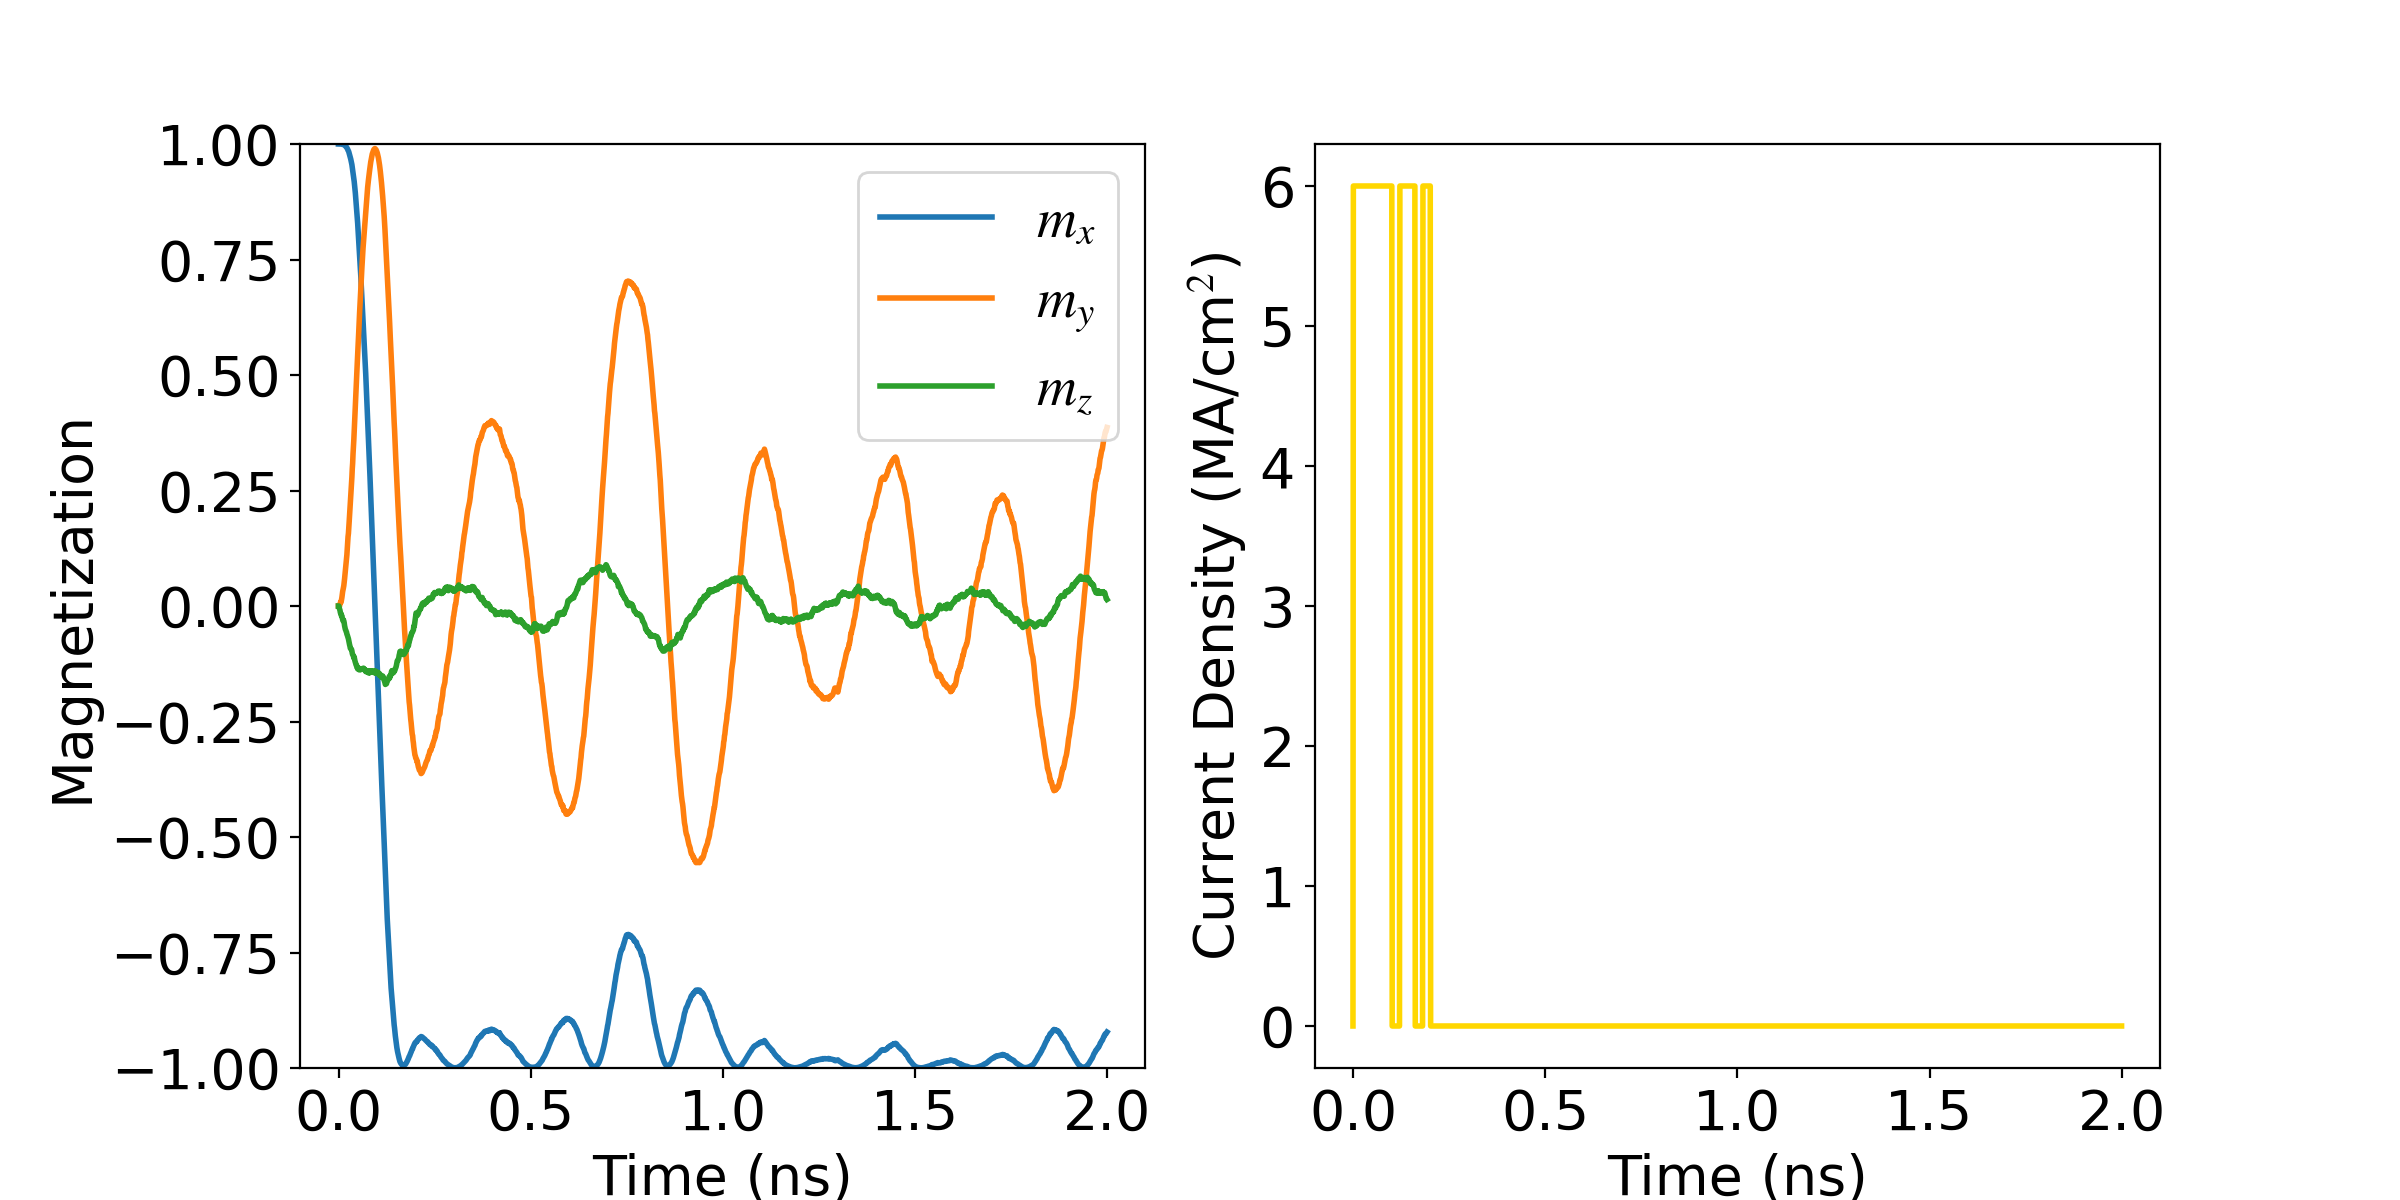 Magnetization
1.00
0.75
0.50
0.25
0.00
−0.25
−0.50
−0.75
−1.00
0.0 0.5 1.0 1.5 2.0
Time (ns)
m_x
m_y
m_z
Current Density (MA/cm²)
6
5
4
3
2
1
0
0.0 0.5 1.0 1.5 2.0
Time (ns)